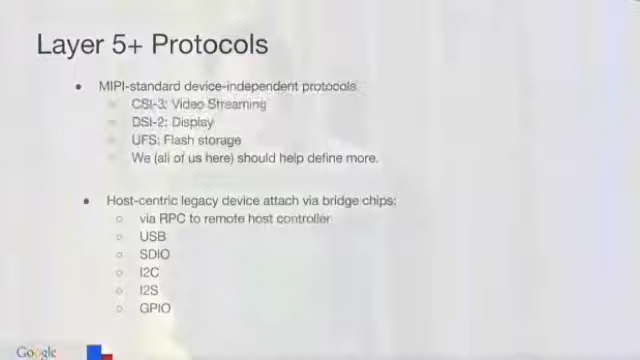 Layer 5+ Protocols
MIPI-standard device-independent protocols
CSI-3: Video Streaming
DSI-2: Display
UFS: Flash storage
We (all of us here) should help define more.
Host-centric legacy device attach via bridge chips:
via RPC to remote host controller
USB
SDIO
I2C
I2S
GPIO
Google